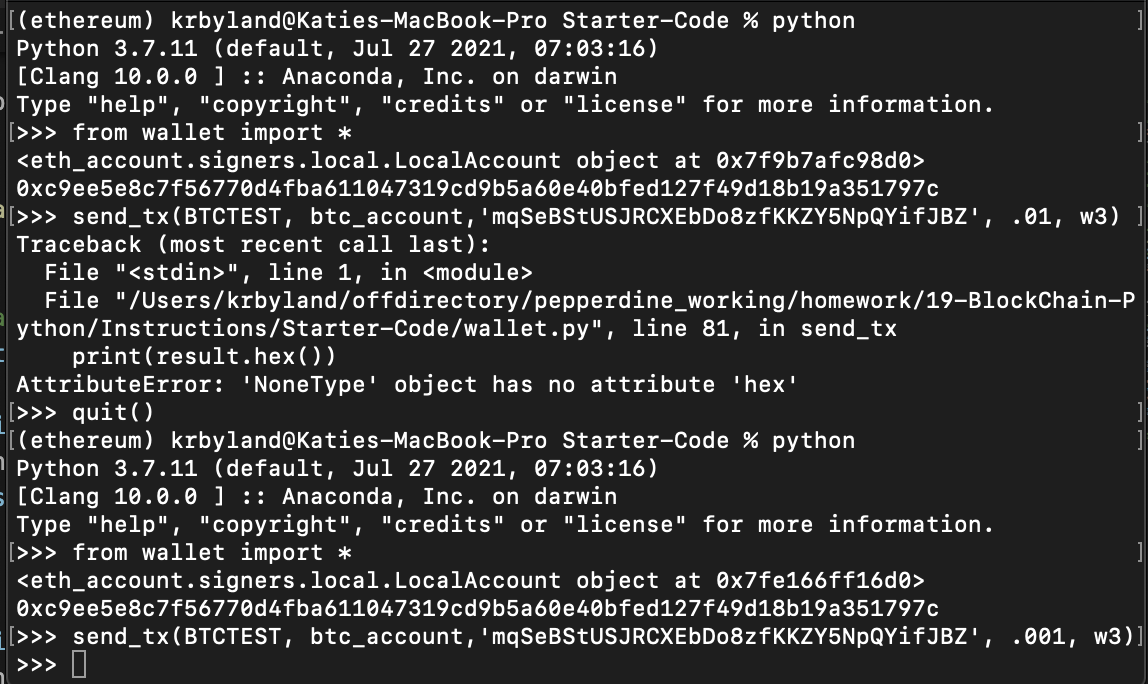 [(ethereum) krbyland@Katies-MacBook-Pro Starter-Code % python ]
Python 3.7.11 (default, Jul 27 2021, 07:03:16)
[Clang 10.0.0 ] :: Anaconda, Inc. on darwin
Type "help", "copyright", "credits" or "license" for more information.
[>>> from wallet import * ]
<eth_account.signers.local.LocalAccount object at 0x7f9b7afc98d0>
0xc9ee5e8c7f56770d4fba611047319cd9b5a60e40bfed127f49d18b19a351797c
[>>> send_tx(BTCTEST, btc_account,'mqSeBStUSJRCXEbDo8zfKKZY5NpQYifJBZ', .01, w3) ]
Traceback (most recent call last):
  File "<stdin>", line 1, in <module>
  File "/Users/krbyland/offdirectory/pepperdine_working/homework/19-BlockChain-P
ython/Instructions/Starter-Code/wallet.py", line 81, in send_tx
    print(result.hex())
AttributeError: 'NoneType' object has no attribute 'hex'
[>>> quit() ]
[(ethereum) krbyland@Katies-MacBook-Pro Starter-Code % python ]
Python 3.7.11 (default, Jul 27 2021, 07:03:16)
[Clang 10.0.0 ] :: Anaconda, Inc. on darwin
Type "help", "copyright", "credits" or "license" for more information.
[>>> from wallet import * ]
<eth_account.signers.local.LocalAccount object at 0x7fe166ff16d0>
0xc9ee5e8c7f56770d4fba611047319cd9b5a60e40bfed127f49d18b19a351797c
[>>> send_tx(BTCTEST, btc_account,'mqSeBStUSJRCXEbDo8zfKKZY5NpQYifJBZ', .001, w3)]
>>>